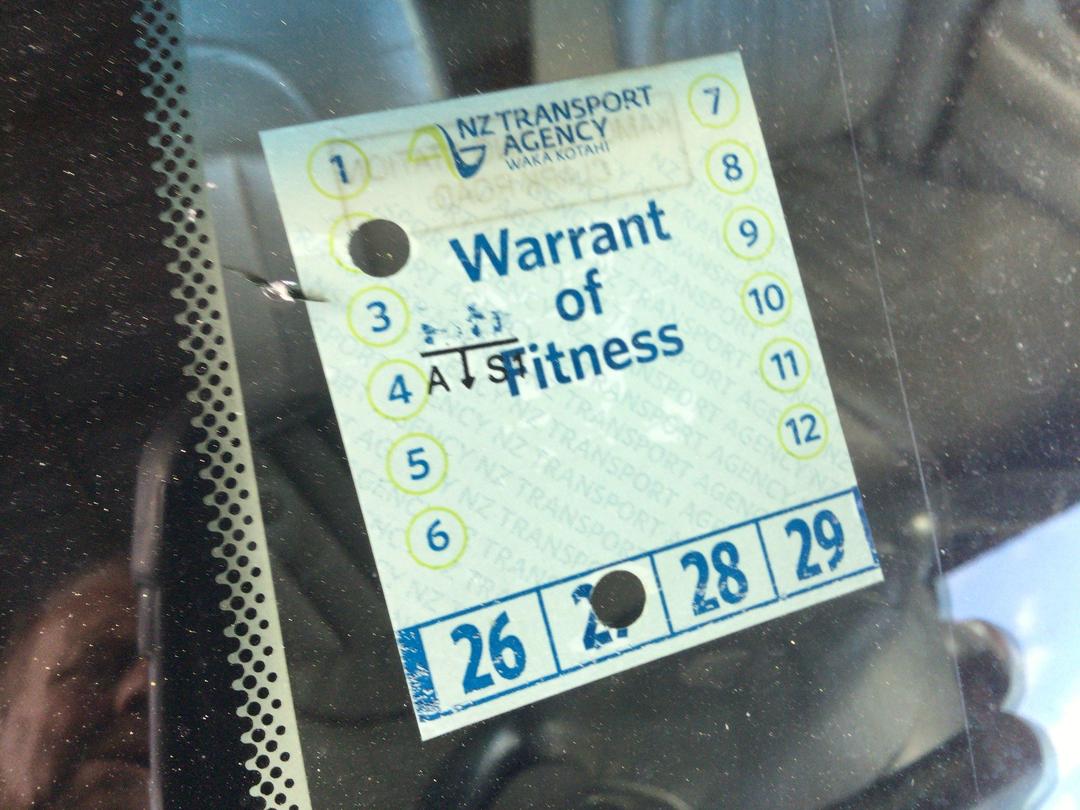 NZ TRANSPORT
AGENCY
WAKA KOTAHI
Warrant
of
Fitness
1
3
4
5
6
7
8
9
10
11
12
A ↓ S1
26
28
29